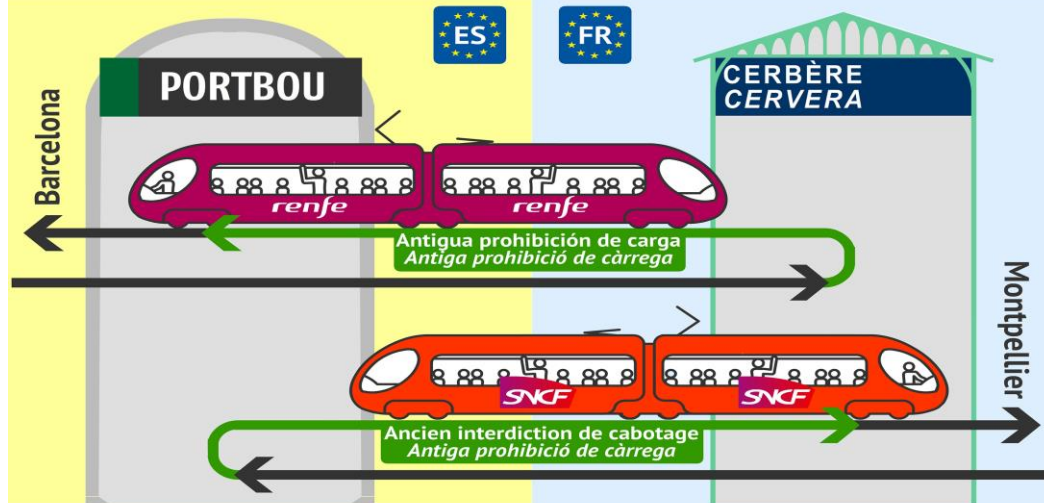 ES
FR
PORTBOU
CERBÈRE
CERVERA
Barcelona
renfe
renfe
Antigua prohibición de carga
Antiga prohibició de càrrega
Montpellier
SNCF
SNCF
Ancien interdiction de cabotage
Antiga prohibició de càrrega